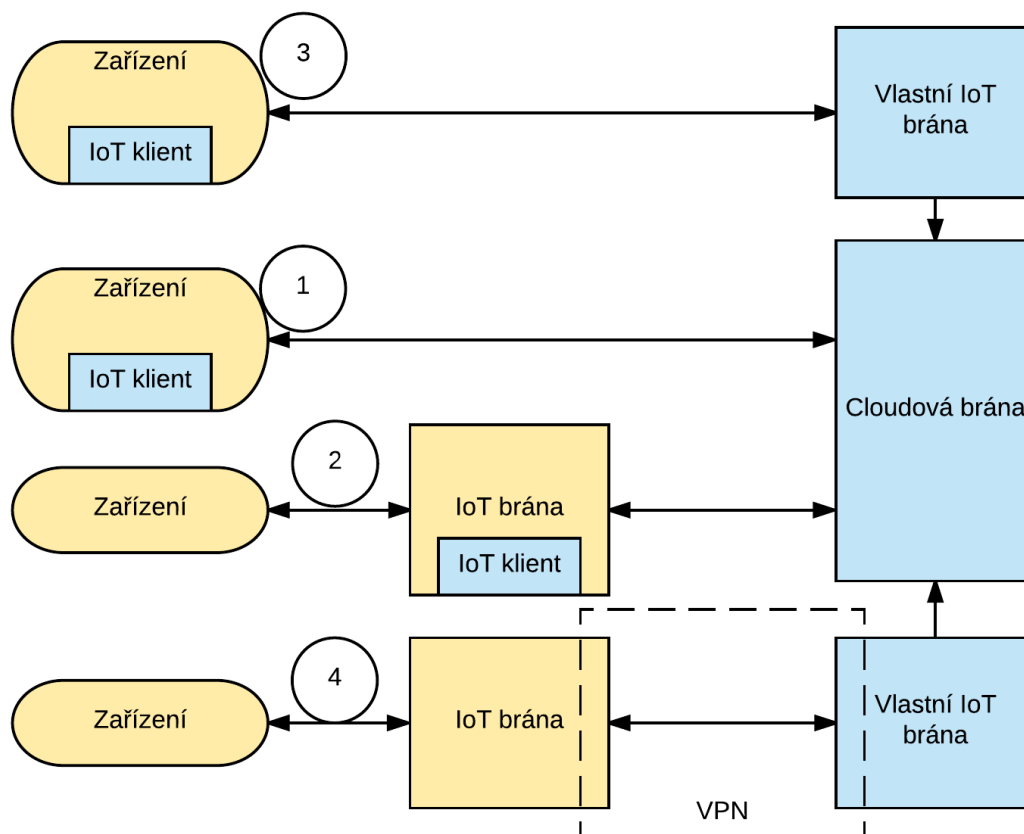 Zařízení
3
IoT klient
Vlastní IoT
brána
Zařízení
1
IoT klient
Cloudová brána
Zařízení
2
IoT brána
IoT klient
Zařízení
4
IoT brána
Vlastní IoT
brána
VPN